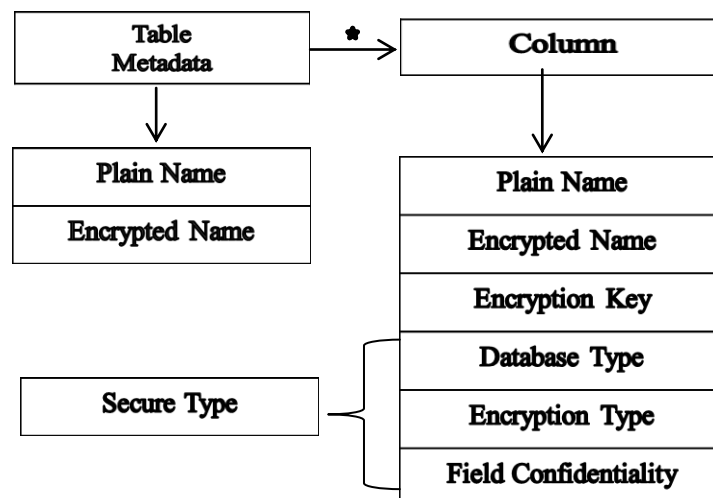 Table
Metadata
*
Column
Plain Name
Encrypted Name
Plain Name
Encrypted Name
Encryption Key
Database Type
Secure Type
Encryption Type
Field Confidentiality